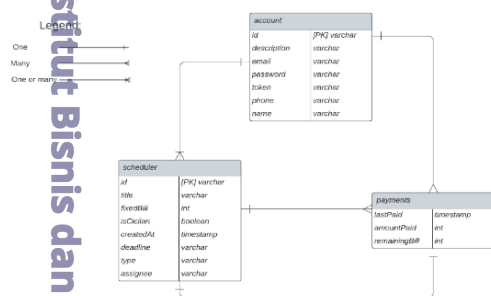 Legend:
One
Many
One or many
account
id [PK] varchar
description varchar
email varchar
password varchar
token varchar
phone varchar
name varchar
scheduler
id [PK] varchar
title varchar
fixedBill int
isCicilan boolean
createdAt timestamp
deadline varchar
type varchar
assignee varchar
payments
lastPaid timestamp
amountPaid int
remainingBill int
stitut Bisnis dan